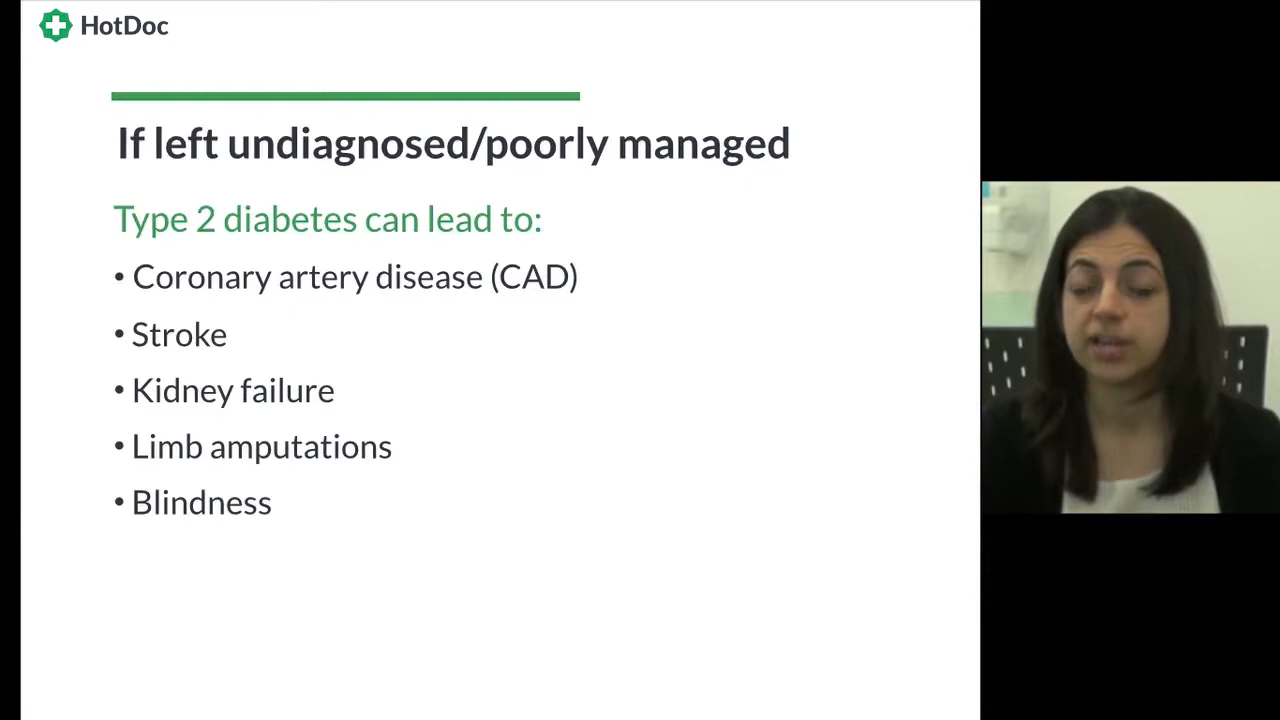 HotDoc
If left undiagnosed/poorly managed
Type 2 diabetes can lead to:
• Coronary artery disease (CAD)
• Stroke
• Kidney failure
• Limb amputations
• Blindness